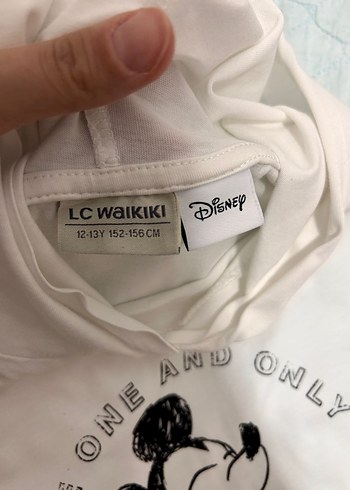 LC WAIKIKI
12-13Y 152-156 CM
Disney
ONE AND ONLY